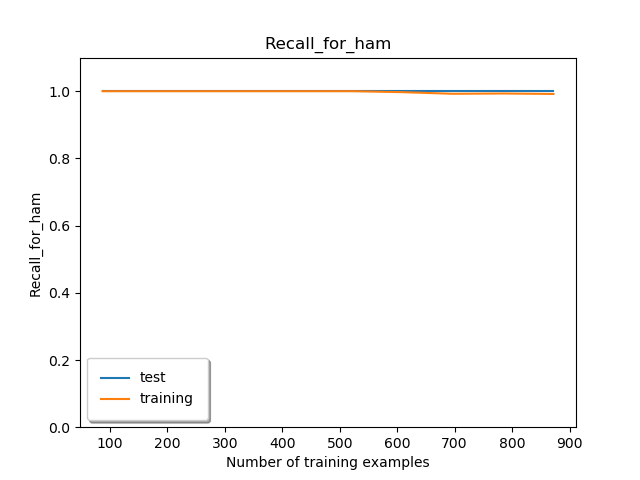 Recall_for_ham
Recall_for_ham
1.0
0.8
0.6
0.4
0.2
0.0
test
training
100 200 300 400 500 600 700 800 900
Number of training examples